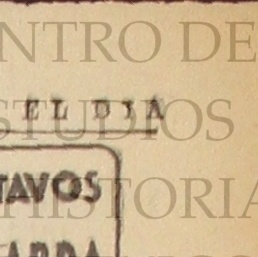 NTRO DE
EL DIA
STUDIOS
TAVOS
HISTORIA